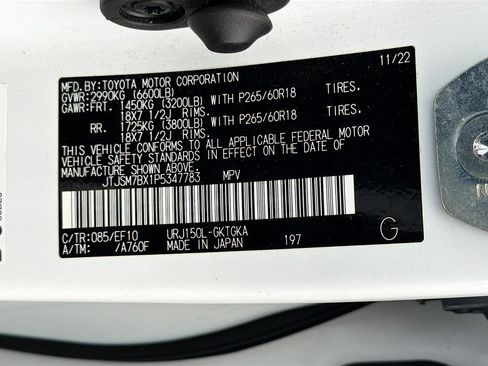 MFD.BY:TOYOTA MOTOR CORPORATION 11/22
GVWR:2990KG (6600LB)
GAWR:FRT. 1450KG (3200LB) WITH P265/60R18 TIRES.
18X7 1/2J RIMS.
RR. 1725KG (3800LB) WITH P265/60R18 TIRES.
18X7 1/2J RIMS.
THIS VEHICLE CONFORMS TO ALL APPLICABLE FEDERAL MOTOR
VEHICLE SAFETY STANDARDS IN EFFECT ON THE DATE OF
MANUFACTURE SHOWN ABOVE.
JTJSM7BX1P5347783 MPV
C/TR:085/EF10 URJ150L-GKTGKA
A/TM: /A760F MADE IN JAPAN 197 G